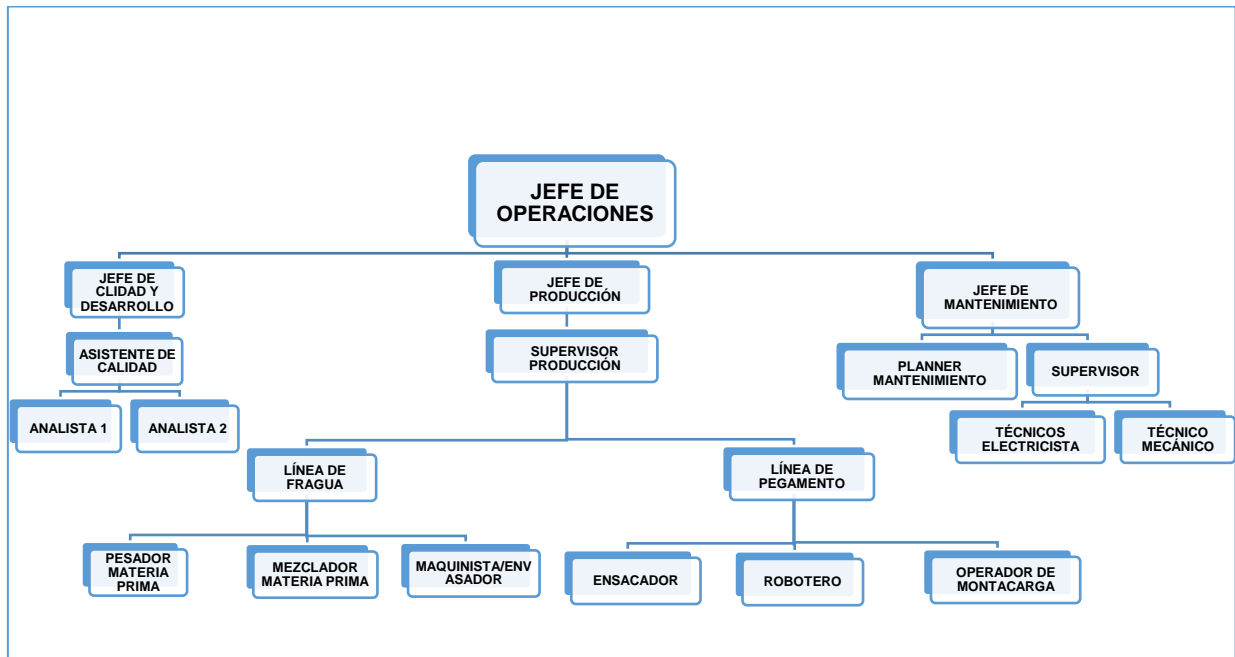 JEFE DE
OPERACIONES
JEFE DE
CLIDAD Y
DESARROLLO
JEFE DE
PRODUCCIÓN
JEFE DE
MANTENIMIENTO
ASISTENTE DE
CALIDAD
SUPERVISOR
PRODUCCIÓN
PLANNER
MANTENIMIENTO
SUPERVISOR
ANALISTA 1
ANALISTA 2
TÉCNICOS
ELECTRICISTA
TÉCNICO
MECÁNICO
LÍNEA DE
FRAGUA
LÍNEA DE
PEGAMENTO
PESADOR
MATERIA
PRIMA
MEZCLADOR
MATERIA PRIMA
MAQUINISTA/ENV
ASADOR
ENSACADOR
ROBOTERO
OPERADOR DE
MONTACARGA